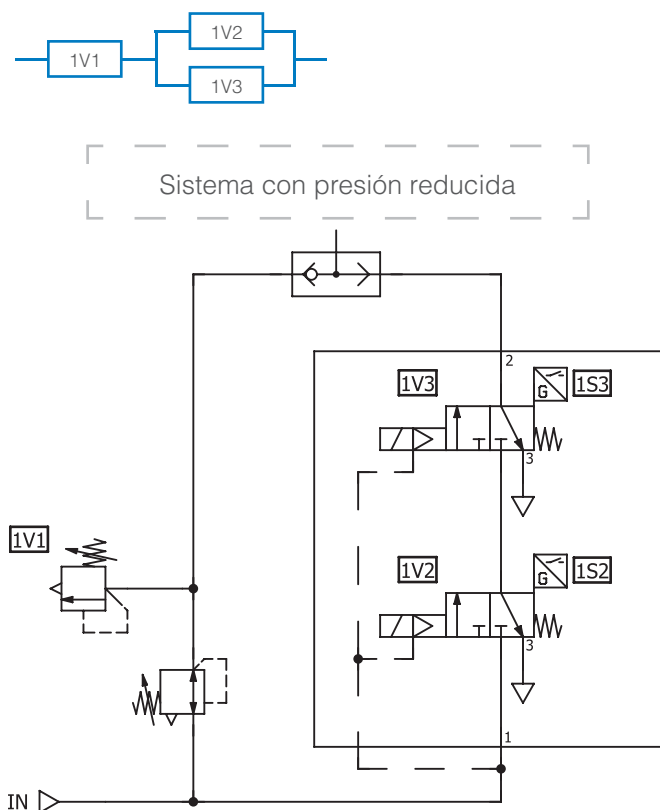 1V1
1V2
1V3
Sistema con presión reducida
2
1V3
G
1S3
3
1V1
1V2
G
1S2
3
1
IN